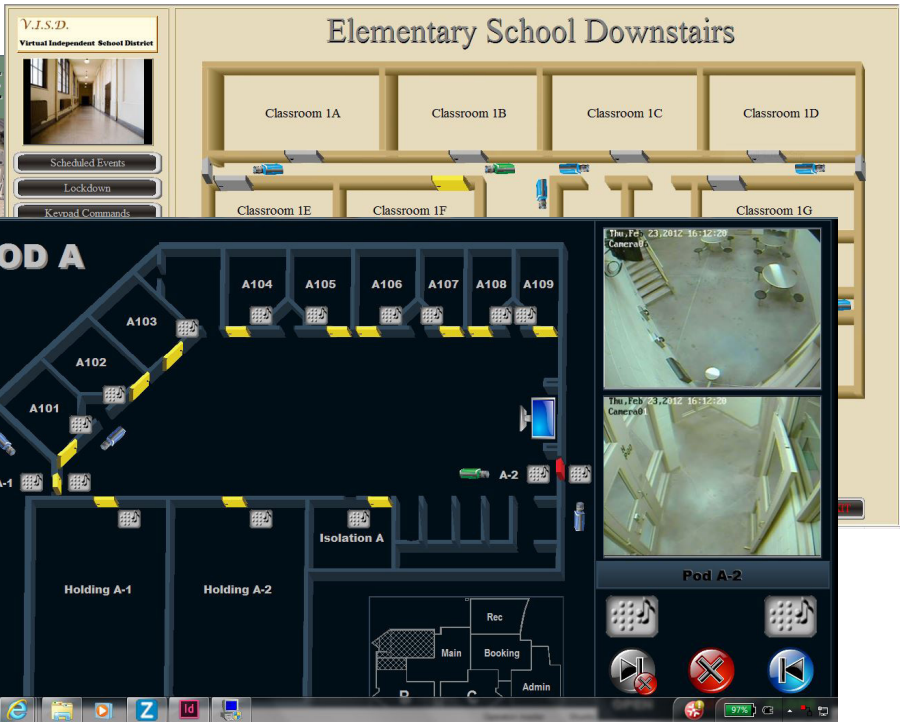 V.I.S.D.
Virtual Independent School District
Elementary School Downstairs
Classroom 1A
Classroom 1B
Classroom 1C
Classroom 1D
Scheduled Events
Lockdown
Keypad Commands
Classroom 1E
Classroom 1F
Classroom 1G
OD A
Thu,Feb 23,2012 16:12:20
A104
A105
A106
A107
A108
A109
A103
A102
A101
Thu,Feb 23,2012 16:12:20
Camera01
A-1
A-2
Isolation A
Holding A-1
Holding A-2
Pod A-2
Rec
Main
Booking
Admin
B
C
Z
Id
97%